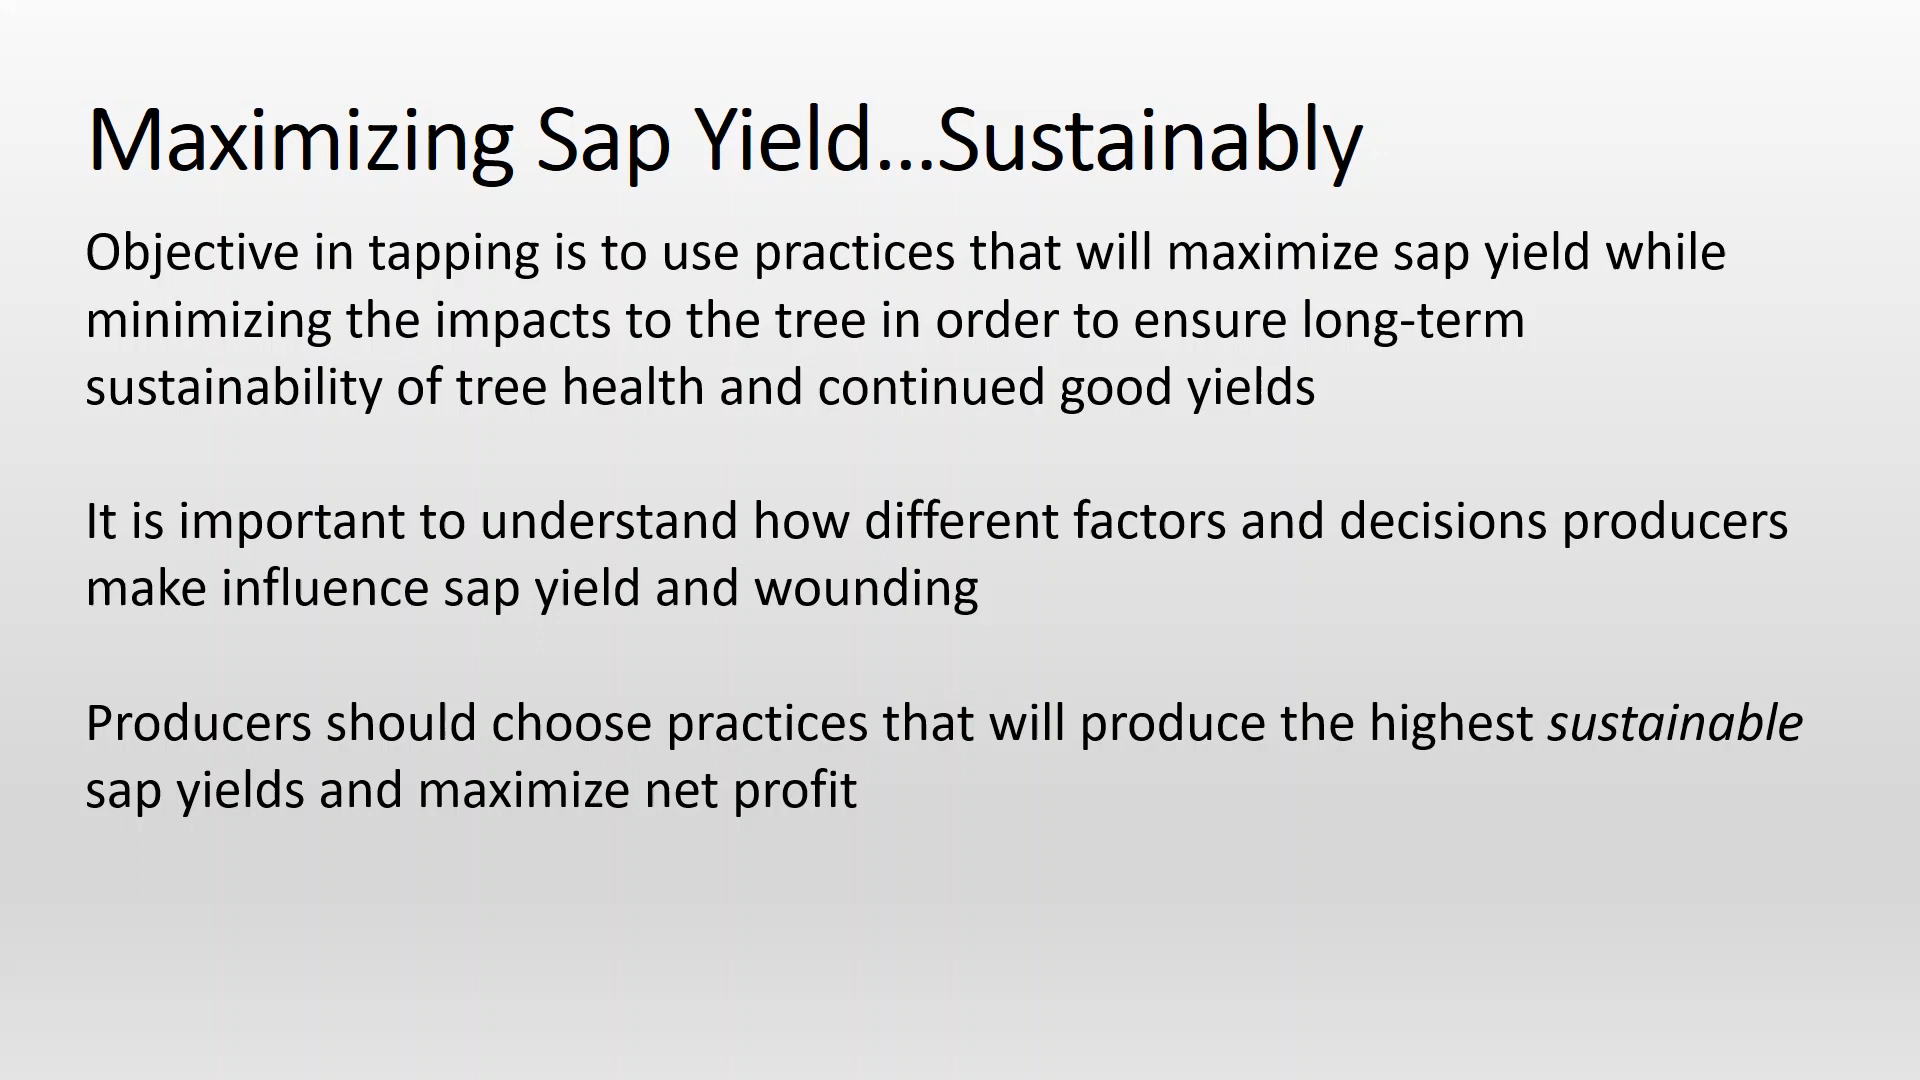 Maximizing Sap Yield...Sustainably
Objective in tapping is to use practices that will maximize sap yield while
minimizing the impacts to the tree in order to ensure long-term
sustainability of tree health and continued good yields
It is important to understand how different factors and decisions producers
make influence sap yield and wounding
Producers should choose practices that will produce the highest sustainable
sap yields and maximize net profit